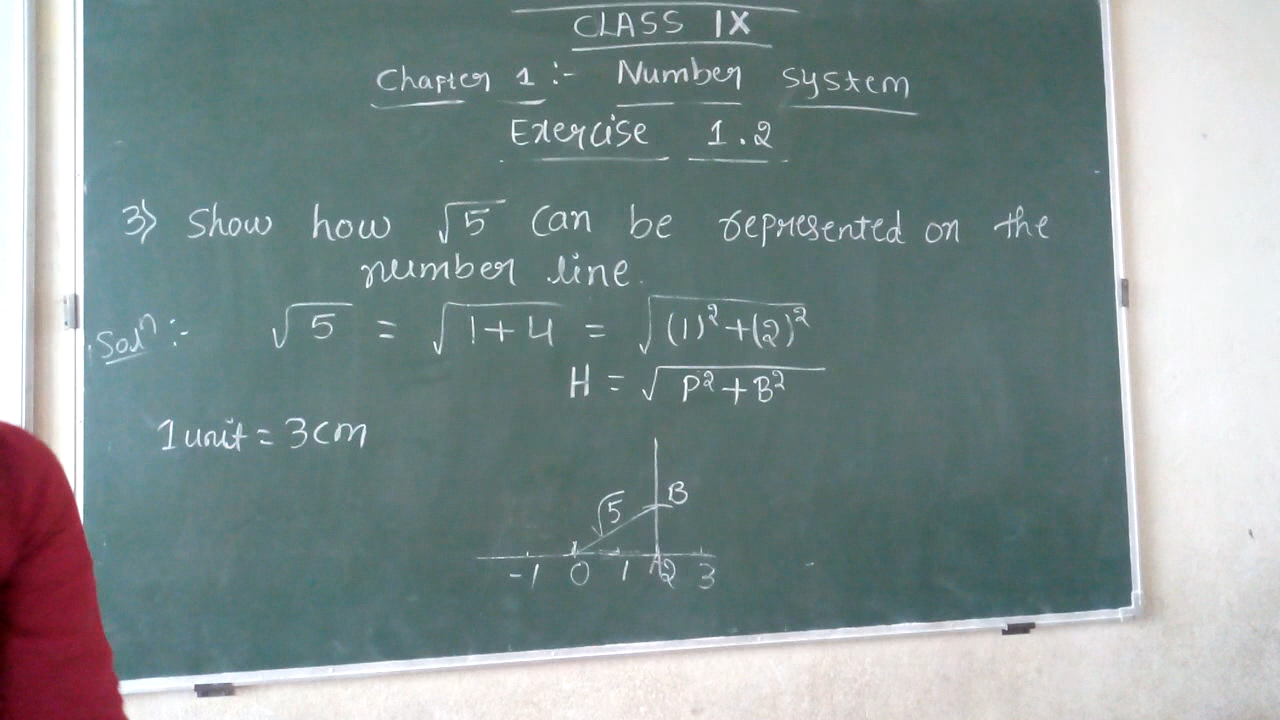 CLASS IX
Chapter 1 :- Number System
Exercise 1.2
3) Show how √5 can be represented on the
number line.
Solⁿ :- √5 = √1+4 = √(1)²+(2)²
H = √P²+B²
1 unit = 3cm
B
√5
-1 0 1 A2 3